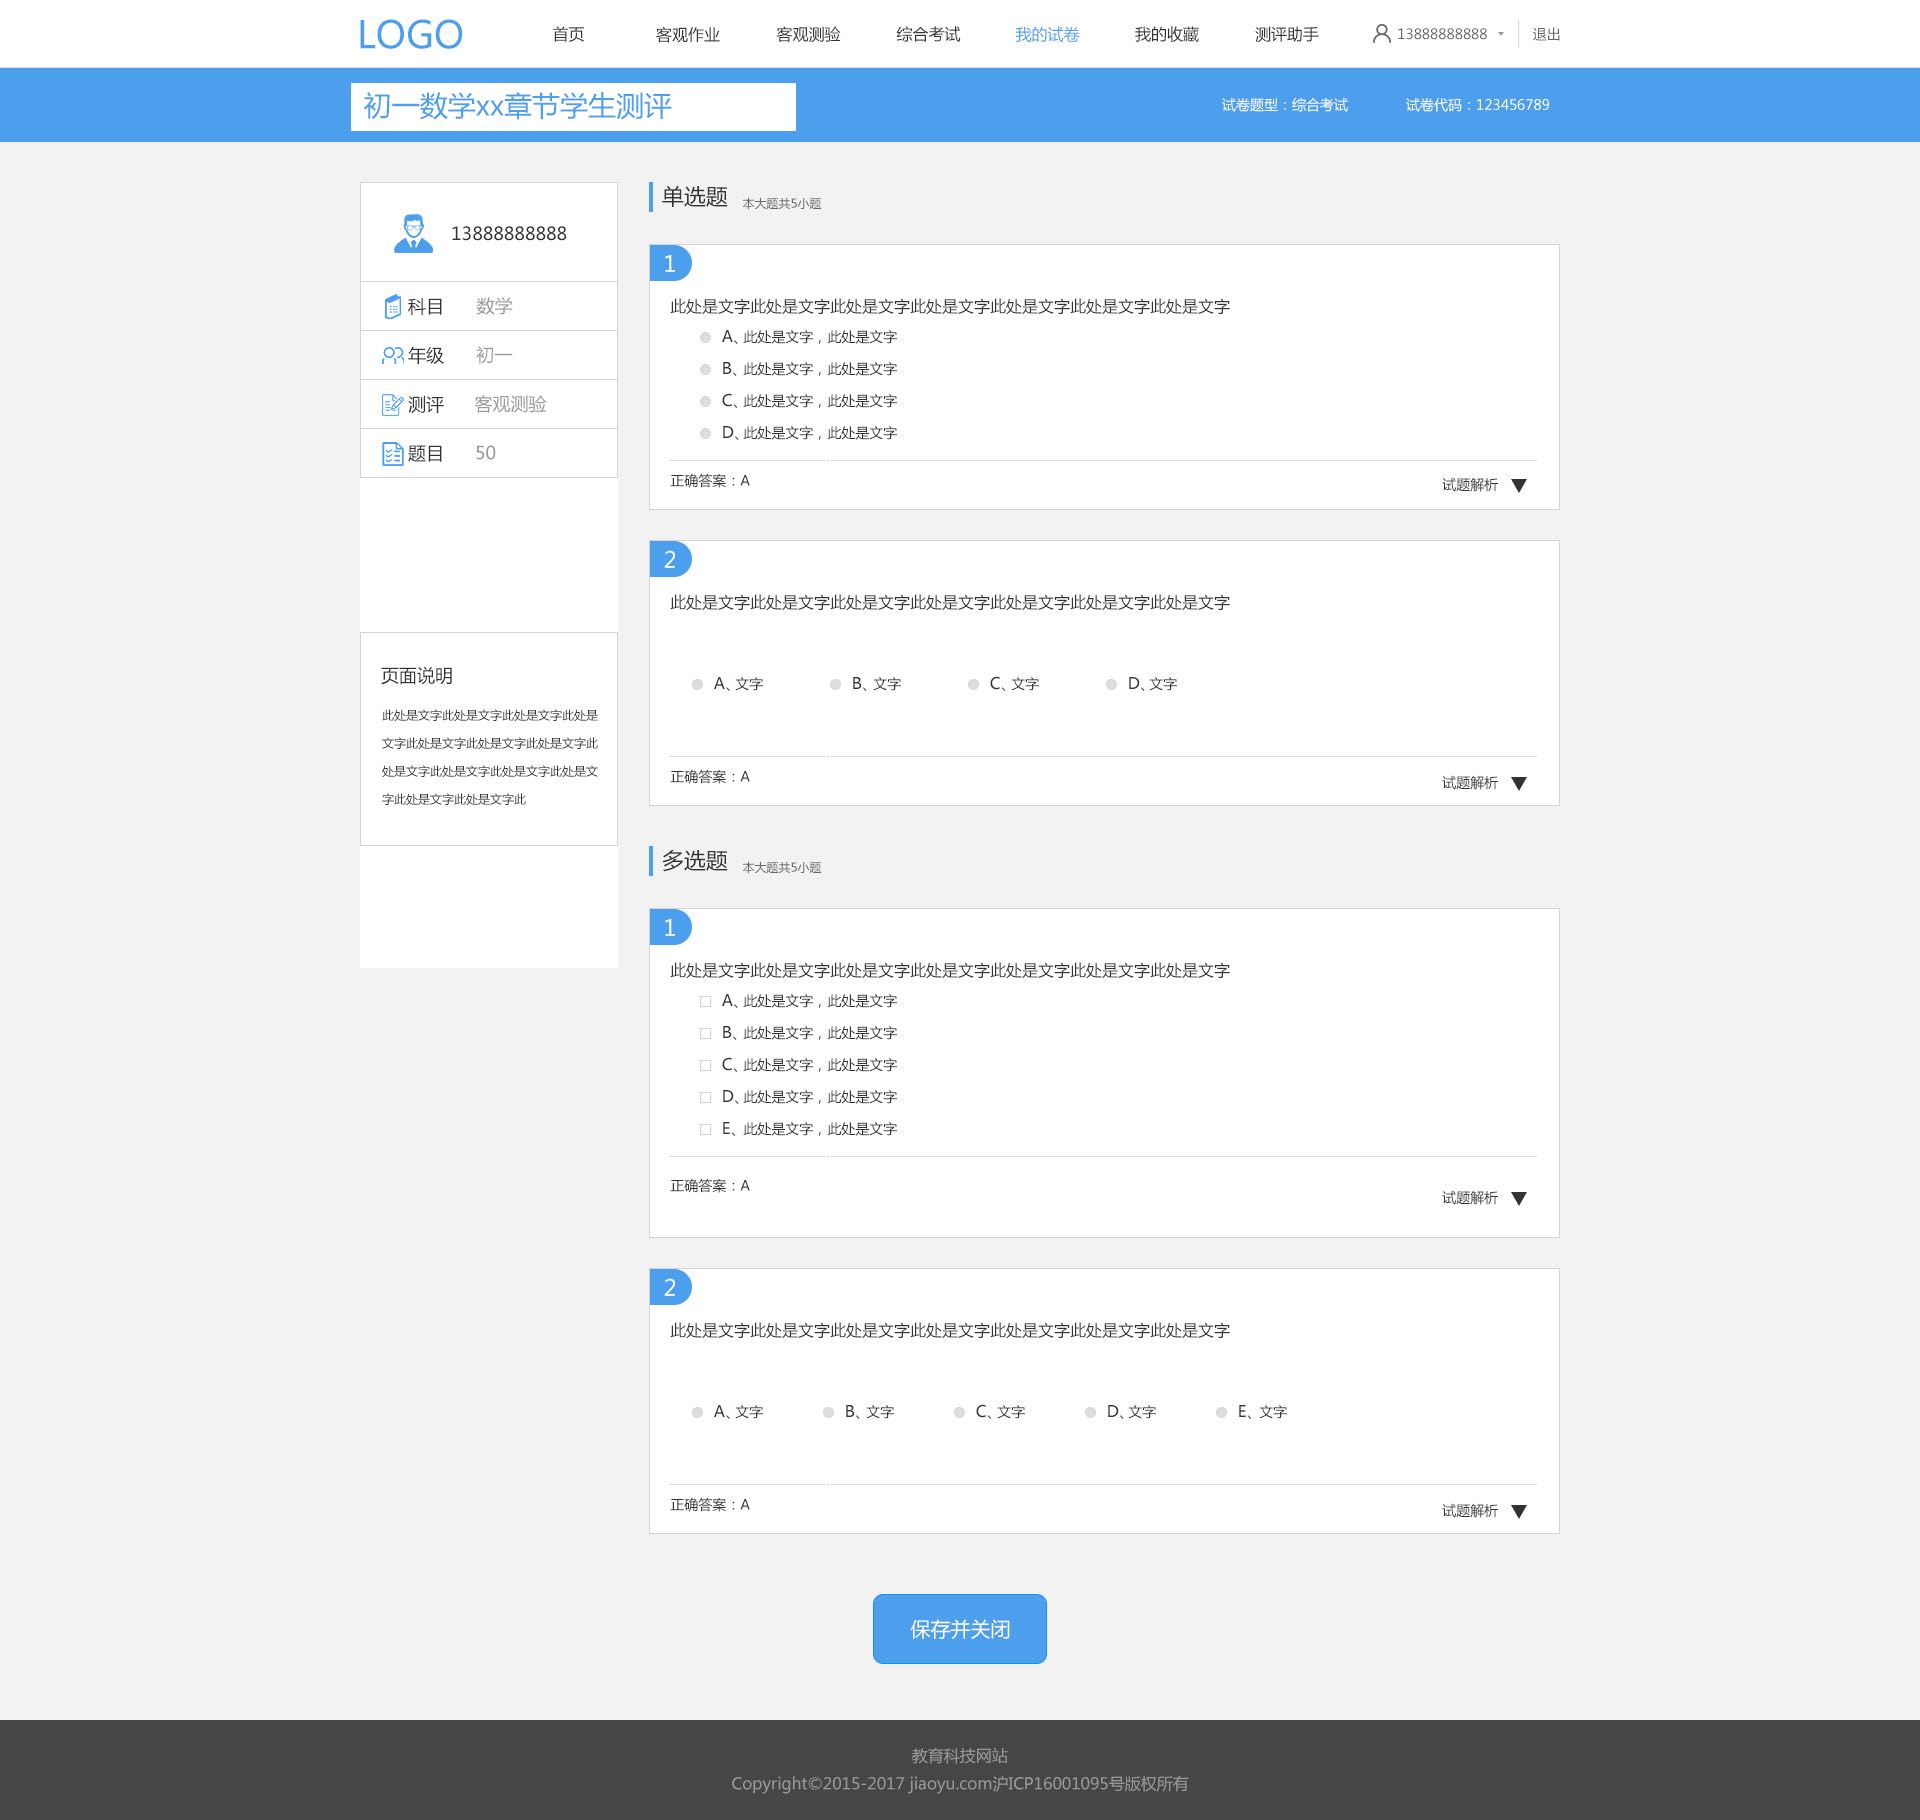 LOGO 首页 客观作业 客观测验 综合考试 我的试卷 我的收藏 测评助手 13888888888 退出
初一数学xx章节学生测评 试卷题型：综合考试 试卷代码：123456789
13888888888
科目 数学
年级 初一
测评 客观测验
题目 50
页面说明
此处是文字此处是文字此处是文字此处是
文字此处是文字此处是文字此处是文字此
处是文字此处是文字此处是文字此处是文
字此处是文字此处是文字此
单选题 本大题共5小题
1
此处是文字此处是文字此处是文字此处是文字此处是文字此处是文字此处是文字
A、此处是文字，此处是文字
B、此处是文字，此处是文字
C、此处是文字，此处是文字
D、此处是文字，此处是文字
正确答案：A 试题解析
2
此处是文字此处是文字此处是文字此处是文字此处是文字此处是文字此处是文字
A、文字 B、文字 C、文字 D、文字
正确答案：A 试题解析
多选题 本大题共5小题
1
此处是文字此处是文字此处是文字此处是文字此处是文字此处是文字此处是文字
A、此处是文字，此处是文字
B、此处是文字，此处是文字
C、此处是文字，此处是文字
D、此处是文字，此处是文字
E、此处是文字，此处是文字
正确答案：A 试题解析
2
此处是文字此处是文字此处是文字此处是文字此处是文字此处是文字此处是文字
A、文字 B、文字 C、文字 D、文字 E、文字
正确答案：A 试题解析
保存并关闭
教育科技网站
Copyright©2015-2017 jiaoyu.com沪ICP16001095号版权所有